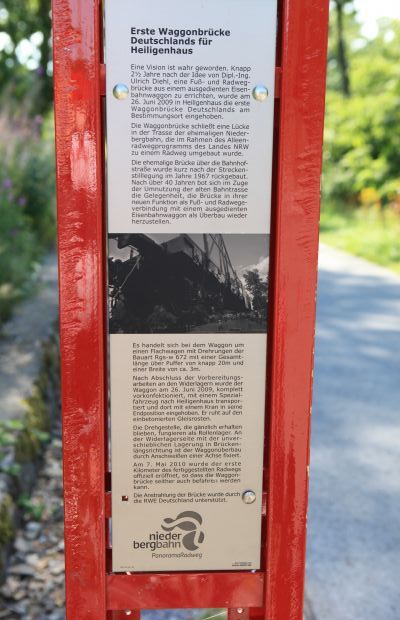 Erste Waggonbrücke
Deutschlands für
Heiligenhaus
Eine Vision ist wahr geworden. Knapp
2½ Jahre nach der Idee von Dipl.-Ing.
Ulrich Diehl, eine Fuß- und Radweg-
brücke aus einem ausgedienten Eisen-
bahnwaggon zu errichten, wurde am
26. Juni 2009 in Heiligenhaus die erste
Waggonbrücke Deutschlands am
Bestimmungsort eingehoben.
Die Waggonbrücke schließt eine Lücke
in der Trasse der ehemaligen Nieder-
bergbahn, die im Rahmen des Alleen-
radwegprogramms des Landes NRW
zu einem Radweg umgebaut wurde.
Die ehemalige Brücke über die Bahnhof-
straße wurde kurz nach der Strecken-
stilllegung im Jahre 1967 rückgebaut.
Nach über 40 Jahren bot sich im Zuge
der Umnutzung der alten Bahntrasse
die Gelegenheit, die Brücke in ihrer
neuen Funktion als Fuß- und Radwege-
verbindung mit einem ausgedienten
Eisenbahnwaggon als Überbau wieder
herzustellen.
Es handelt sich bei dem Waggon um
einen Flachwagen mit Drehungen der
Bauart Rgs-w 672 mit einer Gesamt-
länge über Puffer von knapp 20m und
einer Breite von ca. 3m.
Nach Abschluss der Vorbereitungs-
arbeiten an den Widerlagern wurde der
Waggon am 26. Juni 2009, komplett
vorkonfektioniert, mit einem Spezial-
fahrzeug nach Heiligenhaus transpor-
tiert und dort mit einem Kran in seine
Endposition eingehoben. Er ruht auf den
einbetonierten Gleisrosten.
Die Drehgestelle, die gänzlich erhalten
blieben, fungieren als Rollenlager. An
der Widerlagerseite mit der unver-
schieblichen Lagerung in Brücken-
längsrichtung ist der Waggonüberbau
durch Anschweißen einer Achse fixiert.
Am 7. Mai 2010 wurde der erste
Kilometer des fertiggestellten Radwegs
offiziell eröffnet, so dass die Waggon-
brücke seither auch befahren werden
kann.
Die Anstrahlung der Brücke wurde durch
die RWE Deutschland unterstützt.
nieder
bergbahn
PanoramaRadweg